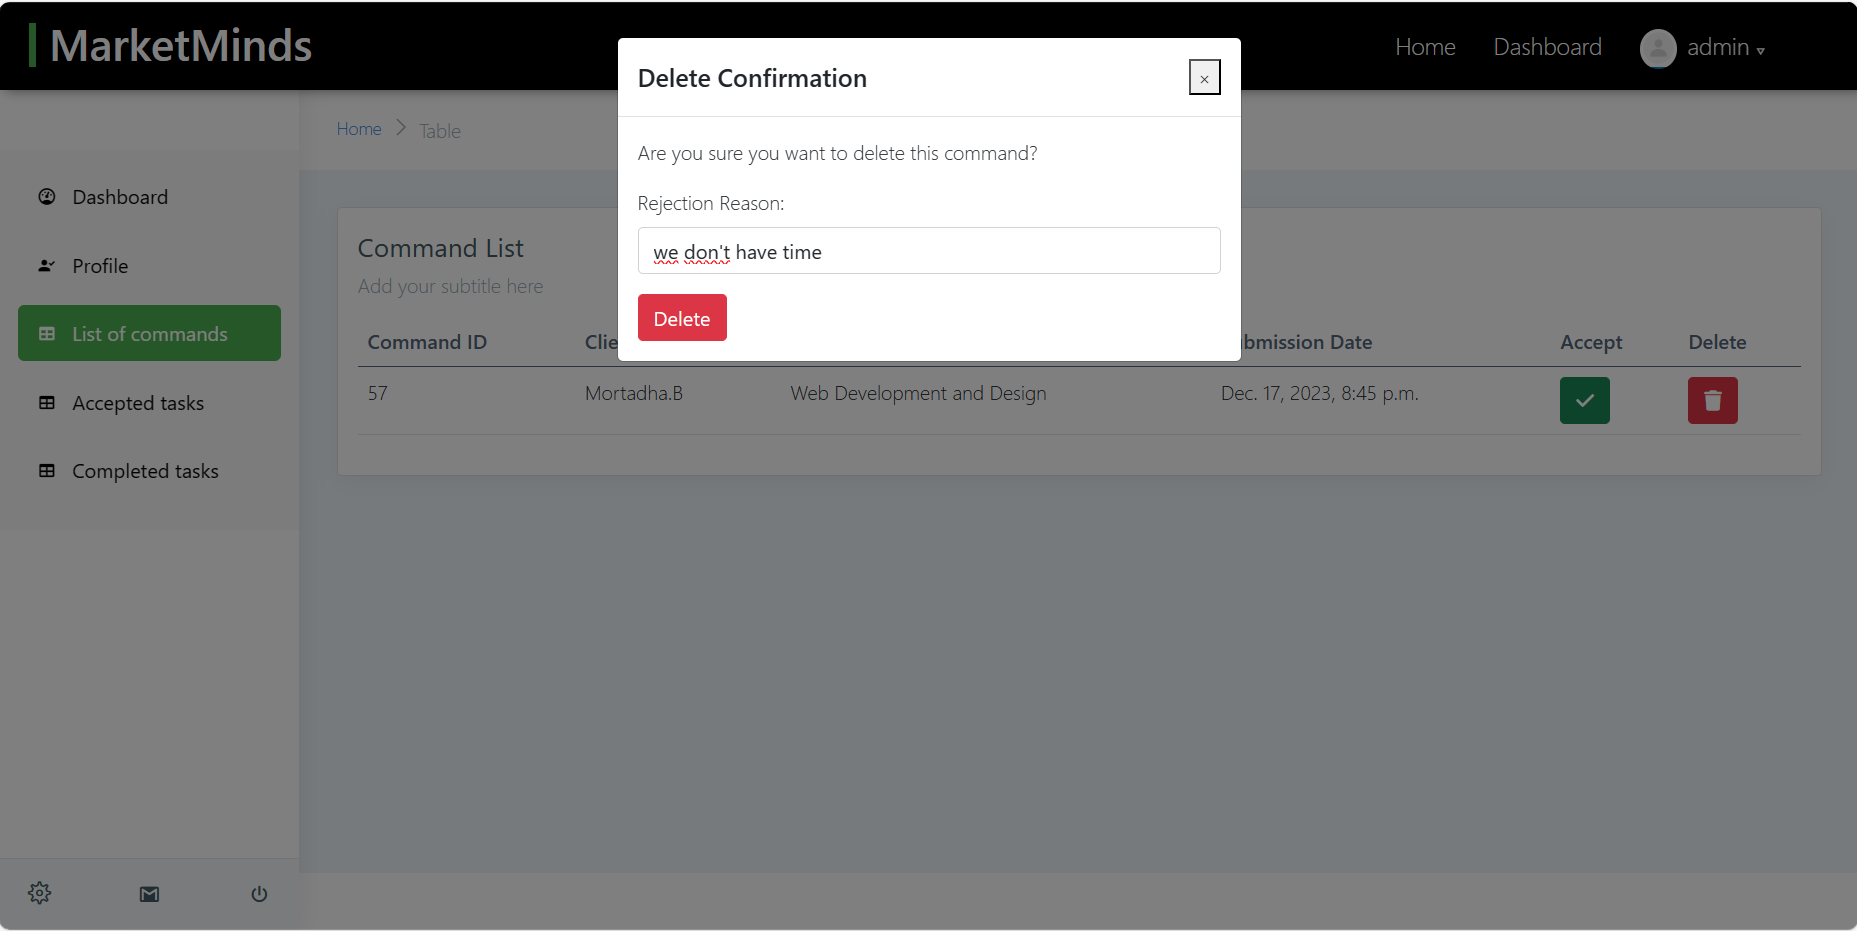 MarketMinds
Home
Dashboard
admin
Delete Confirmation
×
Home
Table
Are you sure you want to delete this command?
Rejection Reason:
we don't have time
Delete
Dashboard
Profile
List of commands
Accepted tasks
Completed tasks
Command List
Add your subtitle here
Command ID
Clie
bmission Date
Accept
Delete
57
Mortadha.B
Web Development and Design
Dec. 17, 2023, 8:45 p.m.